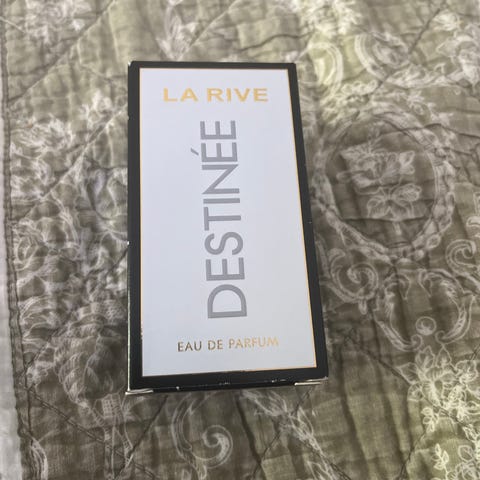 LA RIVE
DESTINÉE
EAU DE PARFUM